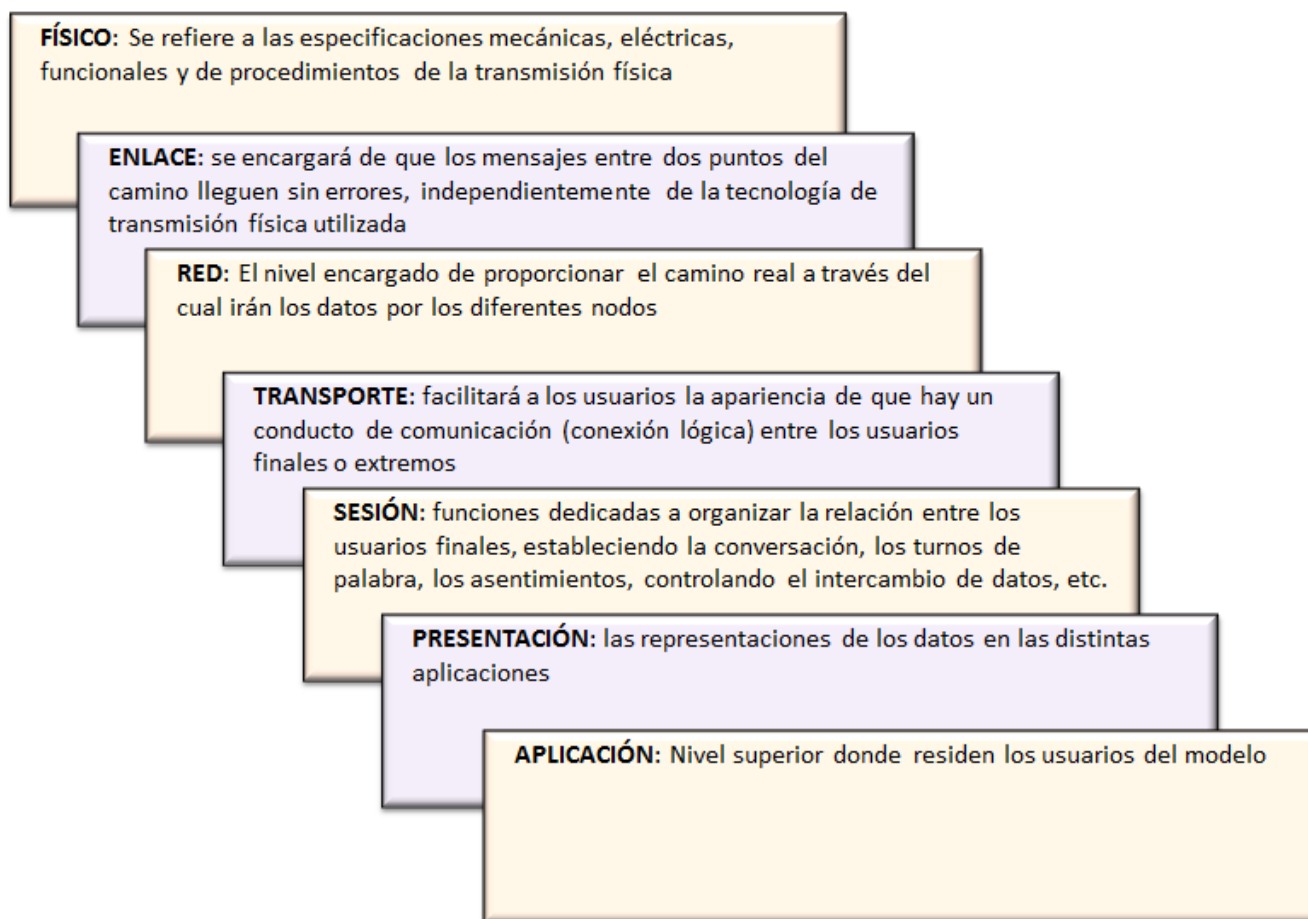 FÍSICO: Se refiere a las especificaciones mecánicas, eléctricas,
funcionales y de procedimientos de la transmisión física
ENLACE: se encargará de que los mensajes entre dos puntos del
camino lleguen sin errores, independientemente de la tecnología de
transmisión física utilizada
RED: El nivel encargado de proporcionar el camino real a través del
cual irán los datos por los diferentes nodos
TRANSPORTE: facilitará a los usuarios la apariencia de que hay un
conducto de comunicación (conexión lógica) entre los usuarios
finales o extremos
SESIÓN: funciones dedicadas a organizar la relación entre los
usuarios finales, estableciendo la conversación, los turnos de
palabra, los asentimientos, controlando el intercambio de datos, etc.
PRESENTACIÓN: las representaciones de los datos en las distintas
aplicaciones
APLICACIÓN: Nivel superior donde residen los usuarios del modelo